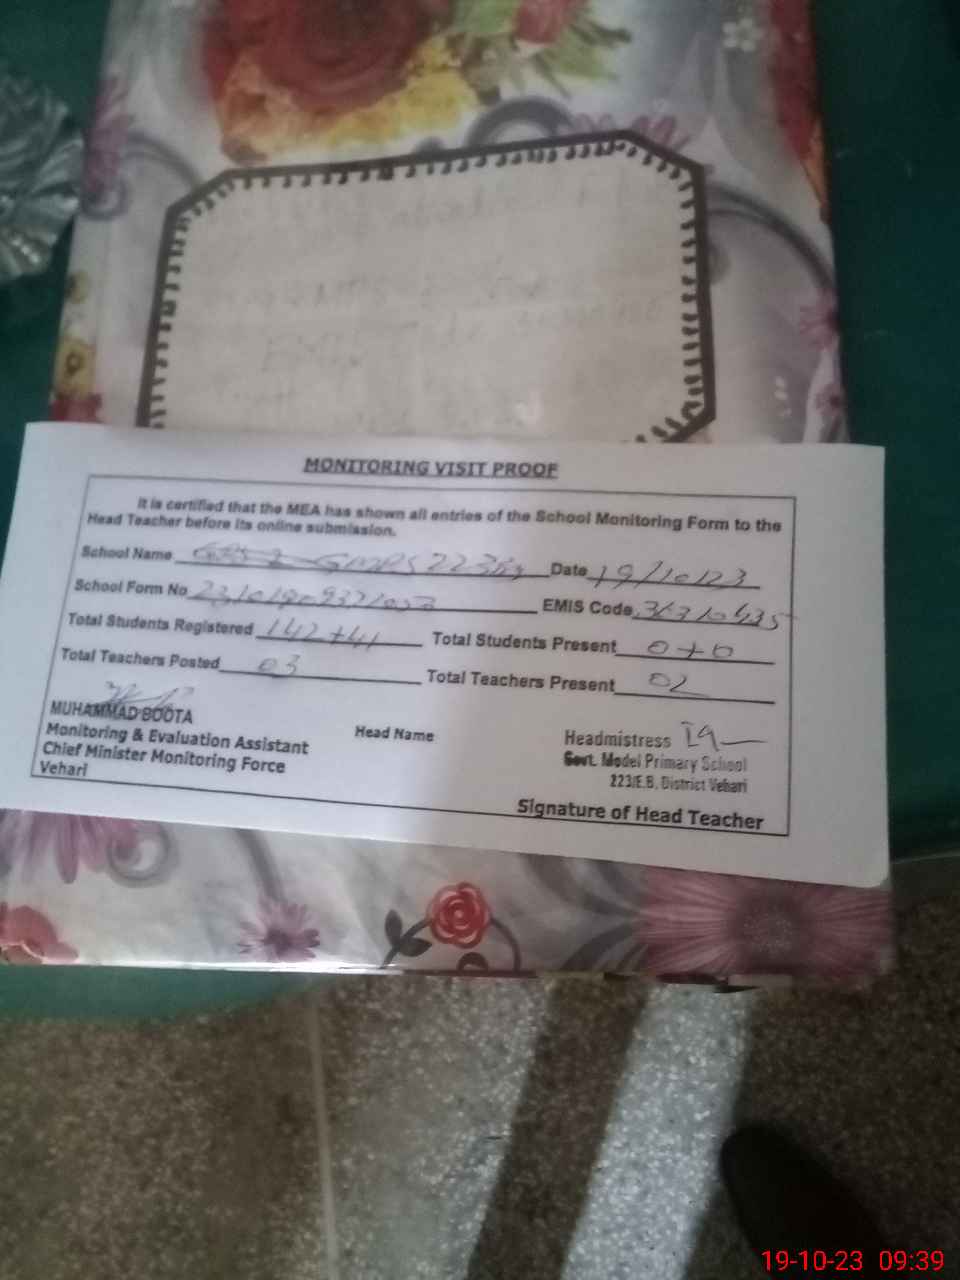 MONITORING VISIT PROOF
It is certified that the MEA has shown all entries of the School Monitoring Form to the
Head Teacher before its online submission.
School Name GMPS 223/EB Date 19/10/23
School Form No EMIS Code 36310435
Total Students Registered 142+41 Total Students Present 0+0
Total Teachers Posted 03 Total Teachers Present 02
MUHAMMAD BOOTA
Monitoring & Evaluation Assistant
Chief Minister Monitoring Force
Vehari
Head Name
Headmistress
Govt. Model Primary School
223/E.B. District Vehari
Signature of Head Teacher
19-10-23 09:39